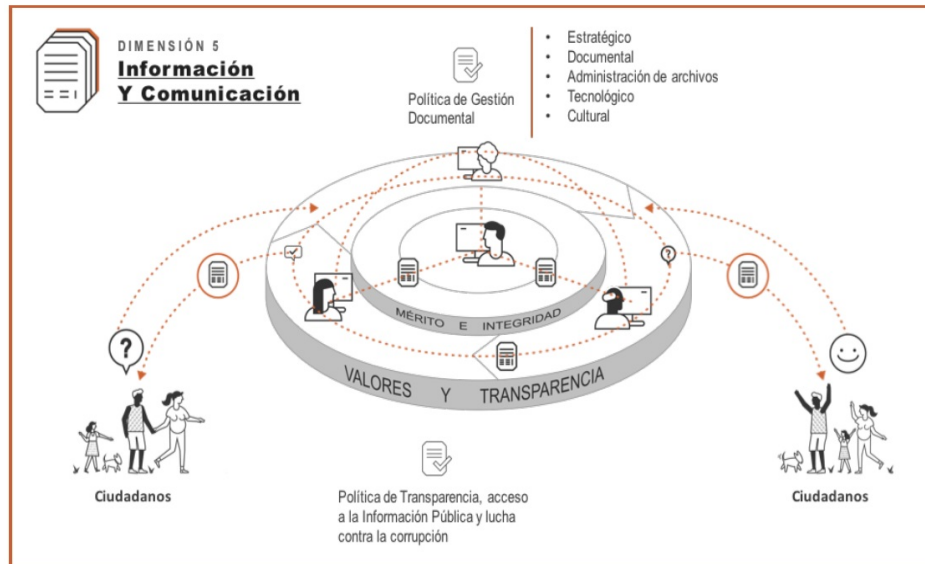 DIMENSIÓN 5
Información
Y Comunicación
Política de Gestión
Documental
• Estratégico
• Documental
• Administración de archivos
• Tecnológico
• Cultural
?
?
MÉRITO E INTEGRIDAD
VALORES Y TRANSPARENCIA
Ciudadanos
Ciudadanos
Política de Transparencia, acceso
a la Información Pública y lucha
contra la corrupción